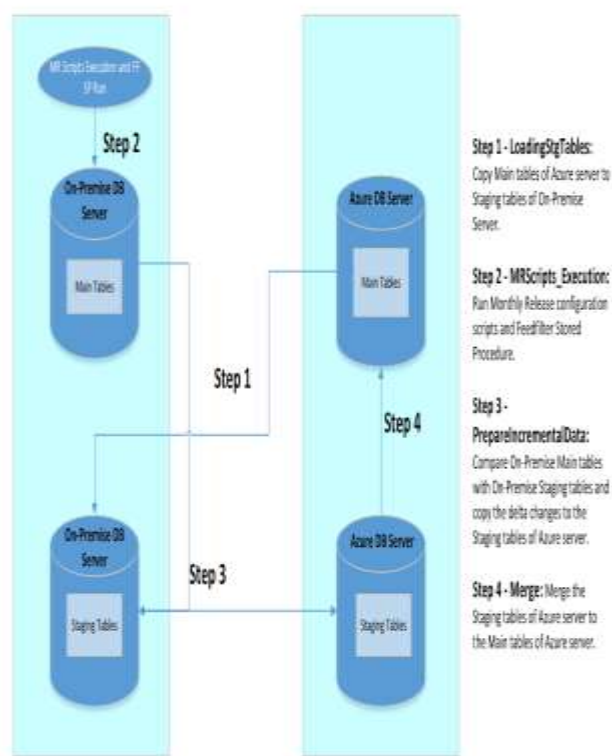 MR Scripts Execution and FF
SP Run
Step 2
On-Premise DB
Server
Main Tables
Azure DB Server
Main Tables
Step 1
Step 4
On-Premise DB
Server
Staging Tables
Step 3
Azure DB Server
Staging Tables
Step 1 - LoadingStgTables:
Copy Main tables of Azure server to
Staging tables of On-Premise
Server.
Step 2 - MRScripts_Execution:
Run Monthly Release configuration
scripts and Feedfilter Stored
Procedure.
Step 3 -
PrepareIncrementalData:
Compare On-Premise Main tables
with On-Premise Staging tables and
copy the delta changes to the
Staging tables of Azure server.
Step 4 - Merge: Merge the
Staging tables of Azure server to
the Main tables of Azure server.